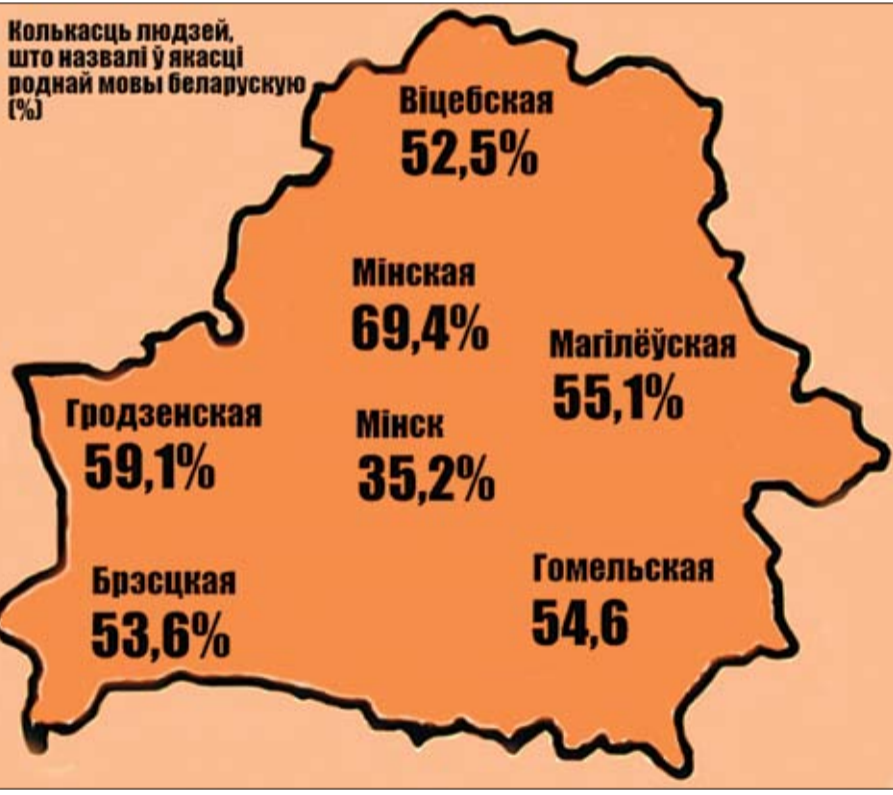 Колькасць людзей,
што назвалі ў якасці
роднай мовы беларускую
(%)
Віцебская
52,5%
Мінская
69,4%
Магілёўская
55,1%
Гродзенская
59,1%
Мінск
35,2%
Брэсцкая
53,6%
Гомельская
54,6